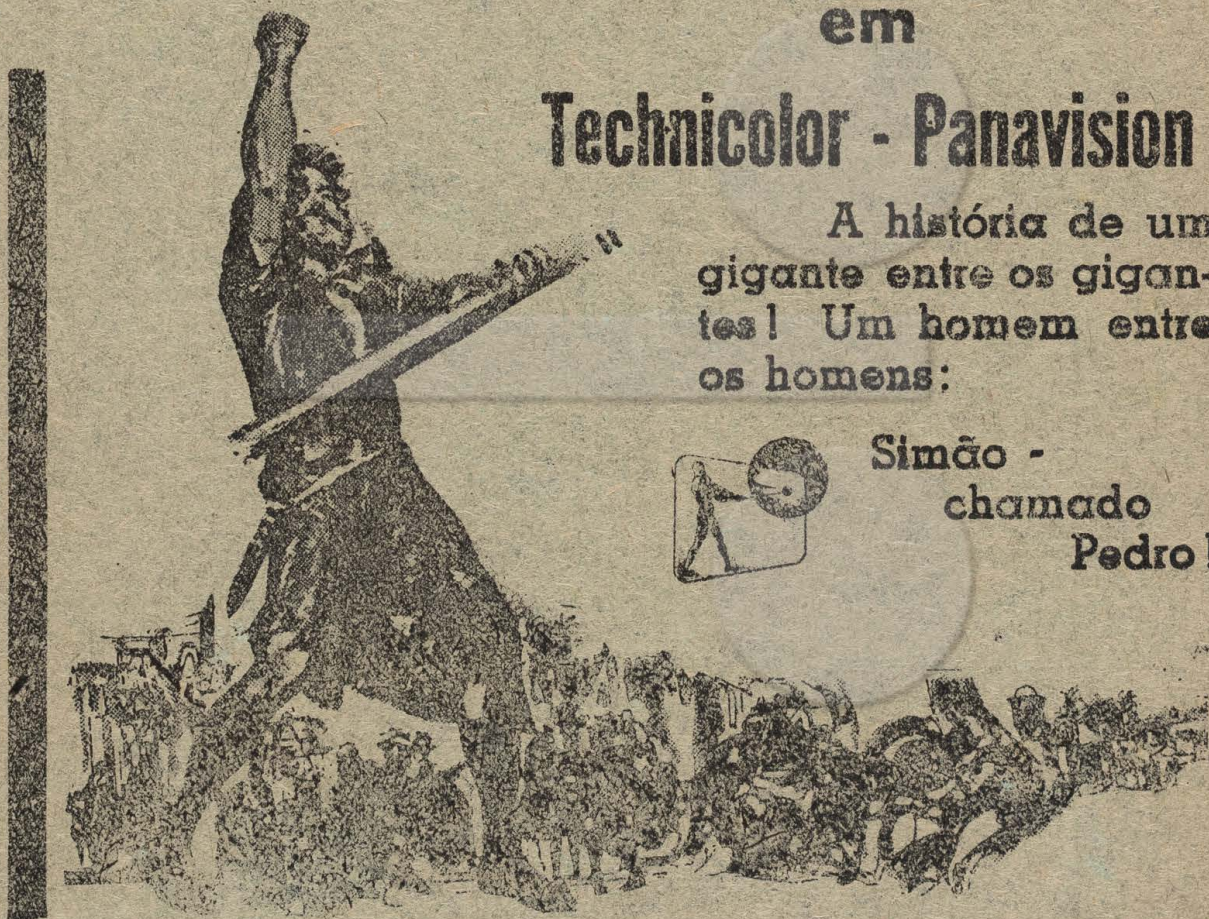 em
Technicolor - Panavision
A história de um
gigante entre os gigan-
tes! Um homem entre
os homens:
Simão -
chamado
Pedro!